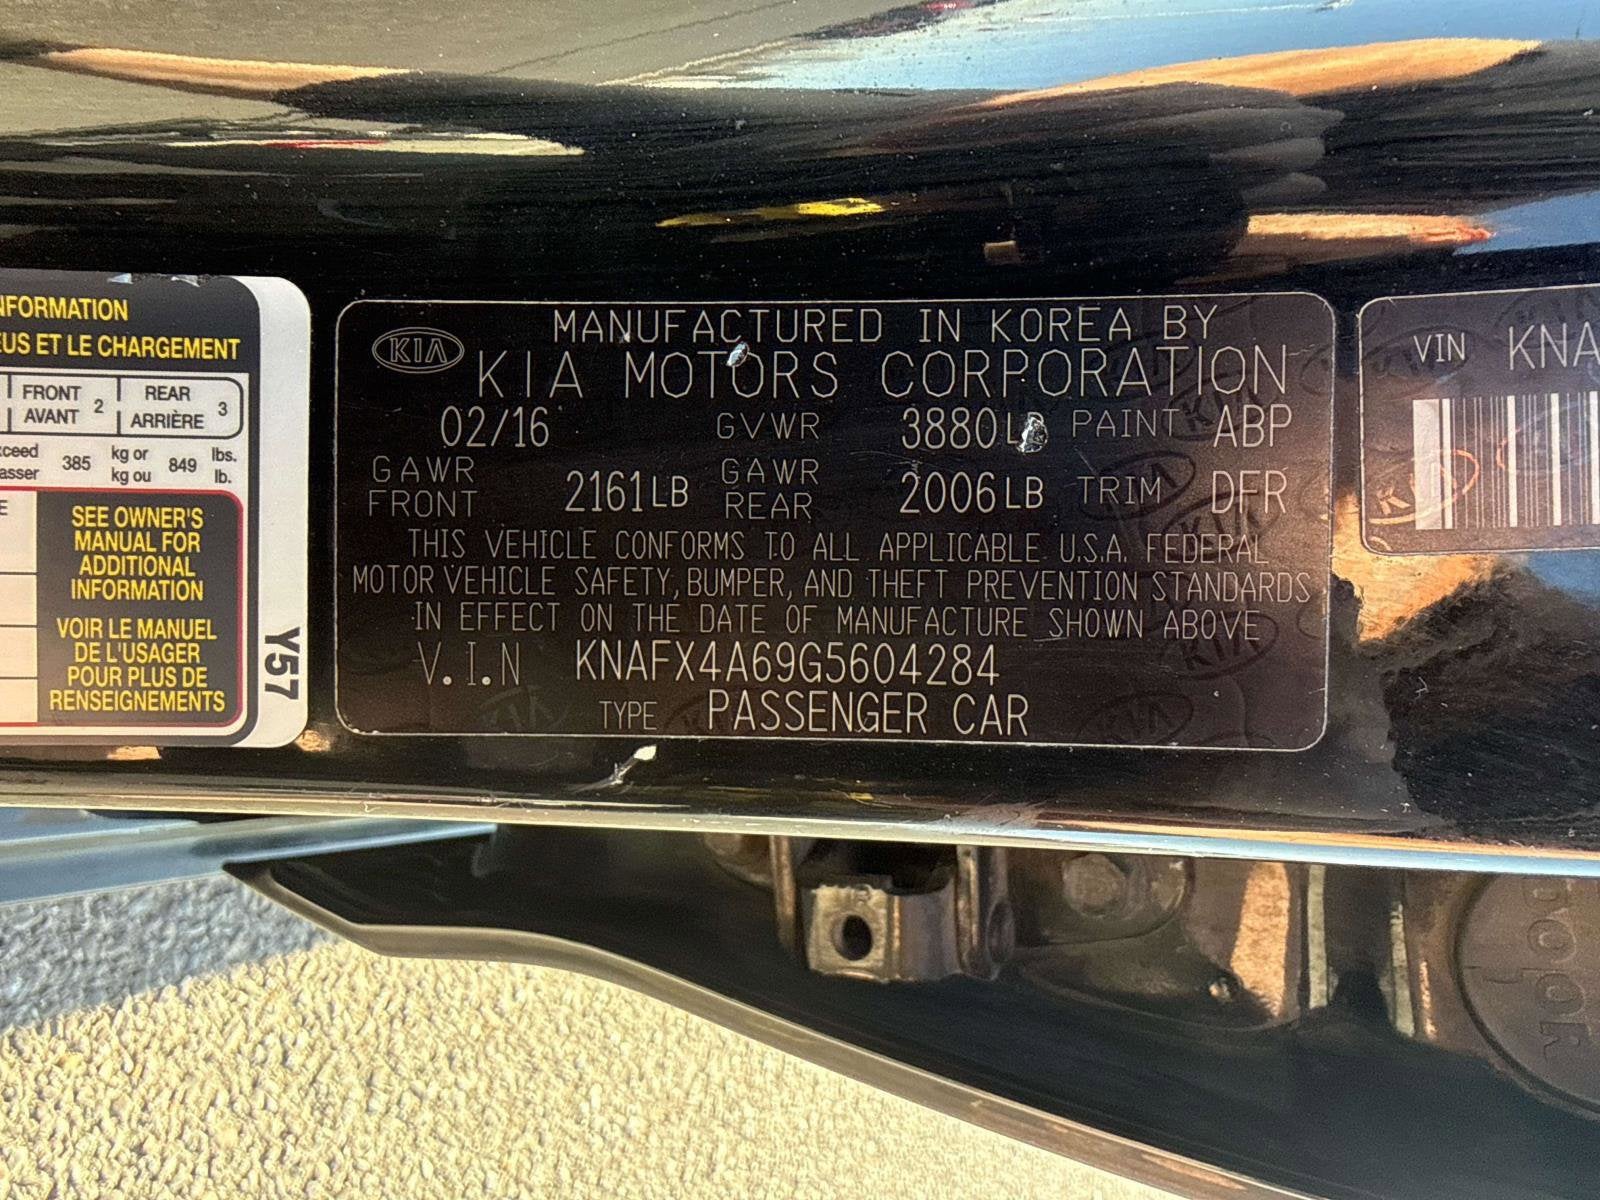 NFORMATION
EUS ET LE CHARGEMENT
FRONT
AVANT 2
REAR
ARRIÈRE 3
xceed
asser 385 kg or
kg ou 849 lbs.
lb.
E
SEE OWNER'S
MANUAL FOR
ADDITIONAL
INFORMATION
VOIR LE MANUEL
DE L'USAGER
POUR PLUS DE
RENSEIGNEMENTS
Y57
KIA
MANUFACTURED IN KOREA BY
KIA MOTORS CORPORATION
02/16 GVWR 3880LB PAINT ABP
GAWR
FRONT 2161LB GAWR
REAR 2006LB TRIM DFR
THIS VEHICLE CONFORMS TO ALL APPLICABLE U.S.A. FEDERAL
MOTOR VEHICLE SAFETY, BUMPER, AND THEFT PREVENTION STANDARDS
IN EFFECT ON THE DATE OF MANUFACTURE SHOWN ABOVE
V.I.N KNAFX4A69G5604284
TYPE PASSENGER CAR
VIN KNA